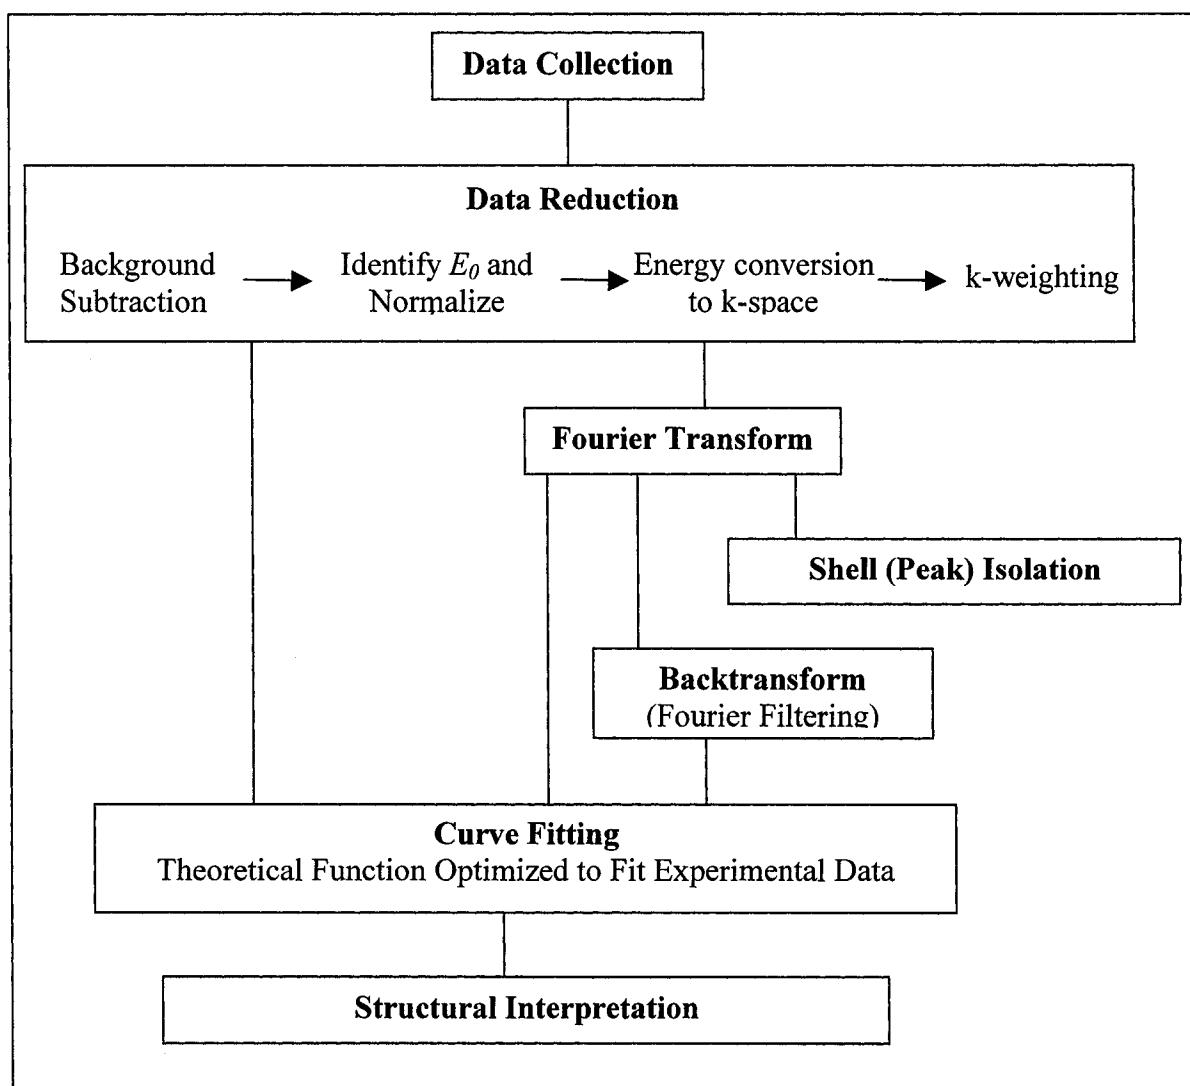 Data Collection
Data Reduction
Background
Subtraction
Identify E0 and
Normalize
Energy conversion
to k-space
k-weighting
Fourier Transform
Shell (Peak) Isolation
Backtransform
(Fourier Filtering)
Curve Fitting
Theoretical Function Optimized to Fit Experimental Data
Structural Interpretation